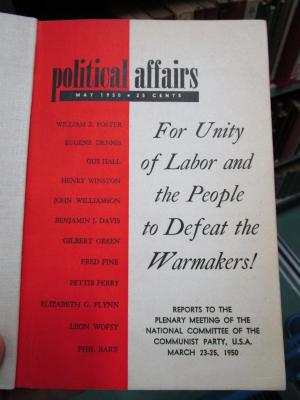 political affairs
MAY 1950 • 25 CENTS
WILLIAM Z. FOSTER
EUGENE DENNIS
GUS HALL
HENRY WINSTON
JOHN WILLIAMSON
BENJAMIN J. DAVIS
GILBERT GREEN
FRED FINE
PETTIS PERRY
ELIZABETH G. FLYNN
LEON WOFSY
PHIL BART
For Unity
of Labor and
the People
to Defeat the
Warmakers!
REPORTS TO THE
PLENARY MEETING OF THE
NATIONAL COMMITTEE OF THE
COMMUNIST PARTY, U.S.A.
MARCH 23-25, 1950